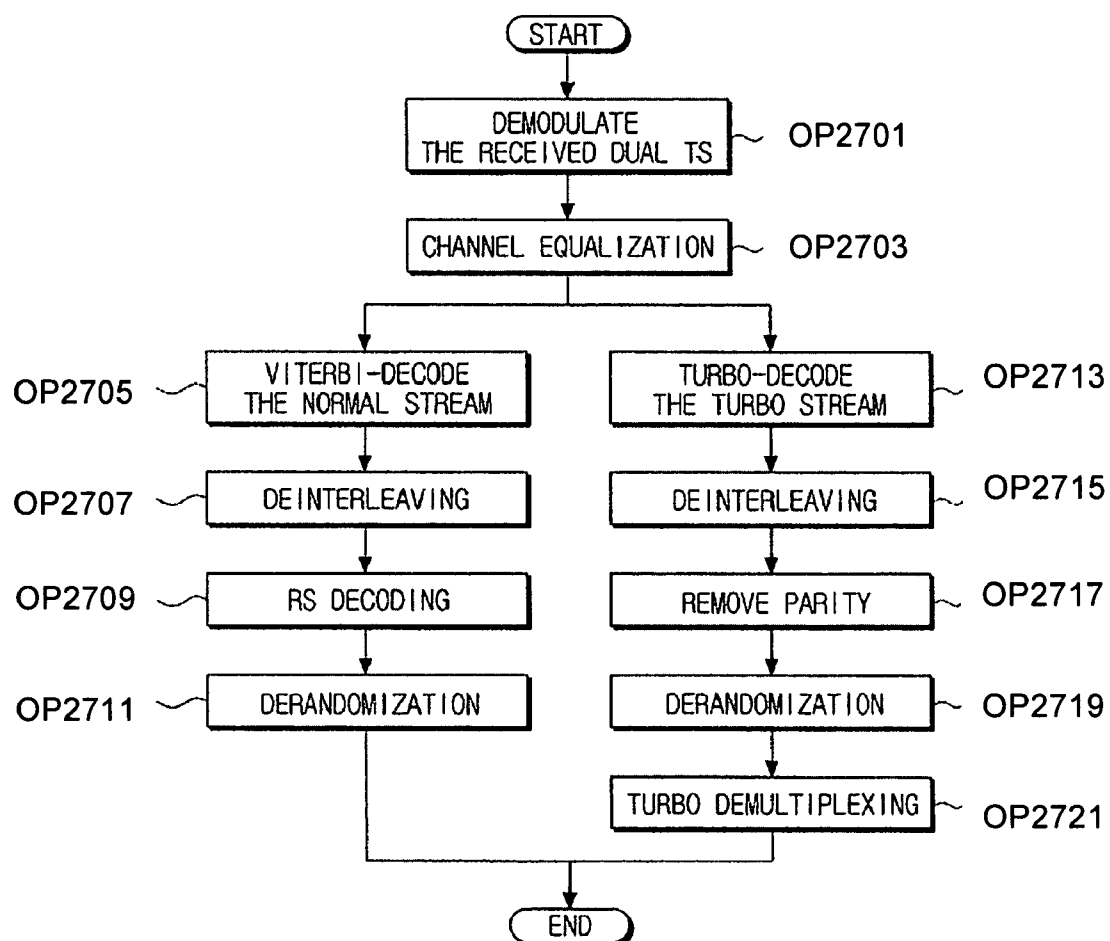 START
DEMODULATE
THE RECEIVED DUAL TS
OP2701
CHANNEL EQUALIZATION
OP2703
VITERBI-DECODE
THE NORMAL STREAM
OP2705
TURBO-DECODE
THE TURBO STREAM
OP2713
DEINTERLEAVING
OP2707
DEINTERLEAVING
OP2715
RS DECODING
OP2709
REMOVE PARITY
OP2717
DERANDOMIZATION
OP2711
DERANDOMIZATION
OP2719
TURBO DEMULTIPLEXING
OP2721
END